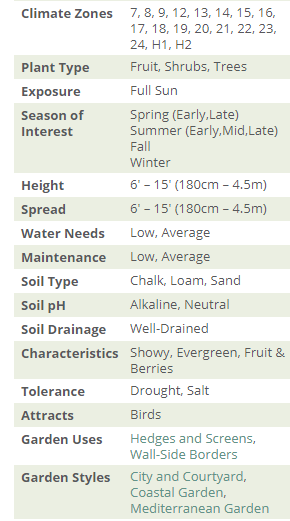 Climate Zones 7, 8, 9, 12, 13, 14, 15, 16,
17, 18, 19, 20, 21, 22, 23,
24, H1, H2
Plant Type Fruit, Shrubs, Trees
Exposure Full Sun
Season of Spring (Early,Late)
Interest Summer (Early,Mid,Late)
Fall
Winter
Height 6' – 15' (180cm – 4.5m)
Spread 6' – 15' (180cm – 4.5m)
Water Needs Low, Average
Maintenance Low, Average
Soil Type Chalk, Loam, Sand
Soil pH Alkaline, Neutral
Soil Drainage Well-Drained
Characteristics Showy, Evergreen, Fruit &
Berries
Tolerance Drought, Salt
Attracts Birds
Garden Uses Hedges and Screens,
Wall-Side Borders
Garden Styles City and Courtyard,
Coastal Garden,
Mediterranean Garden